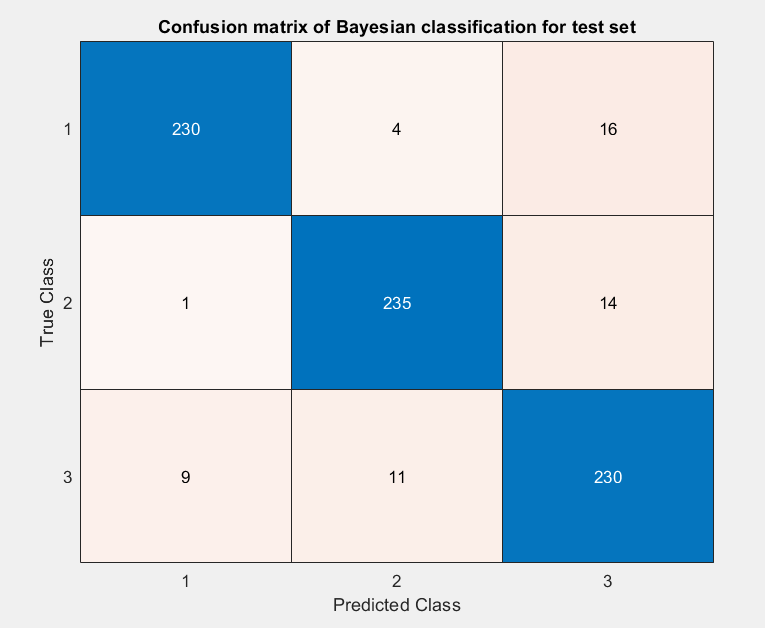 Confusion matrix of Bayesian classification for test set
1 230 4 16
2 1 235 14
3 9 11 230
1 2 3
True Class
Predicted Class